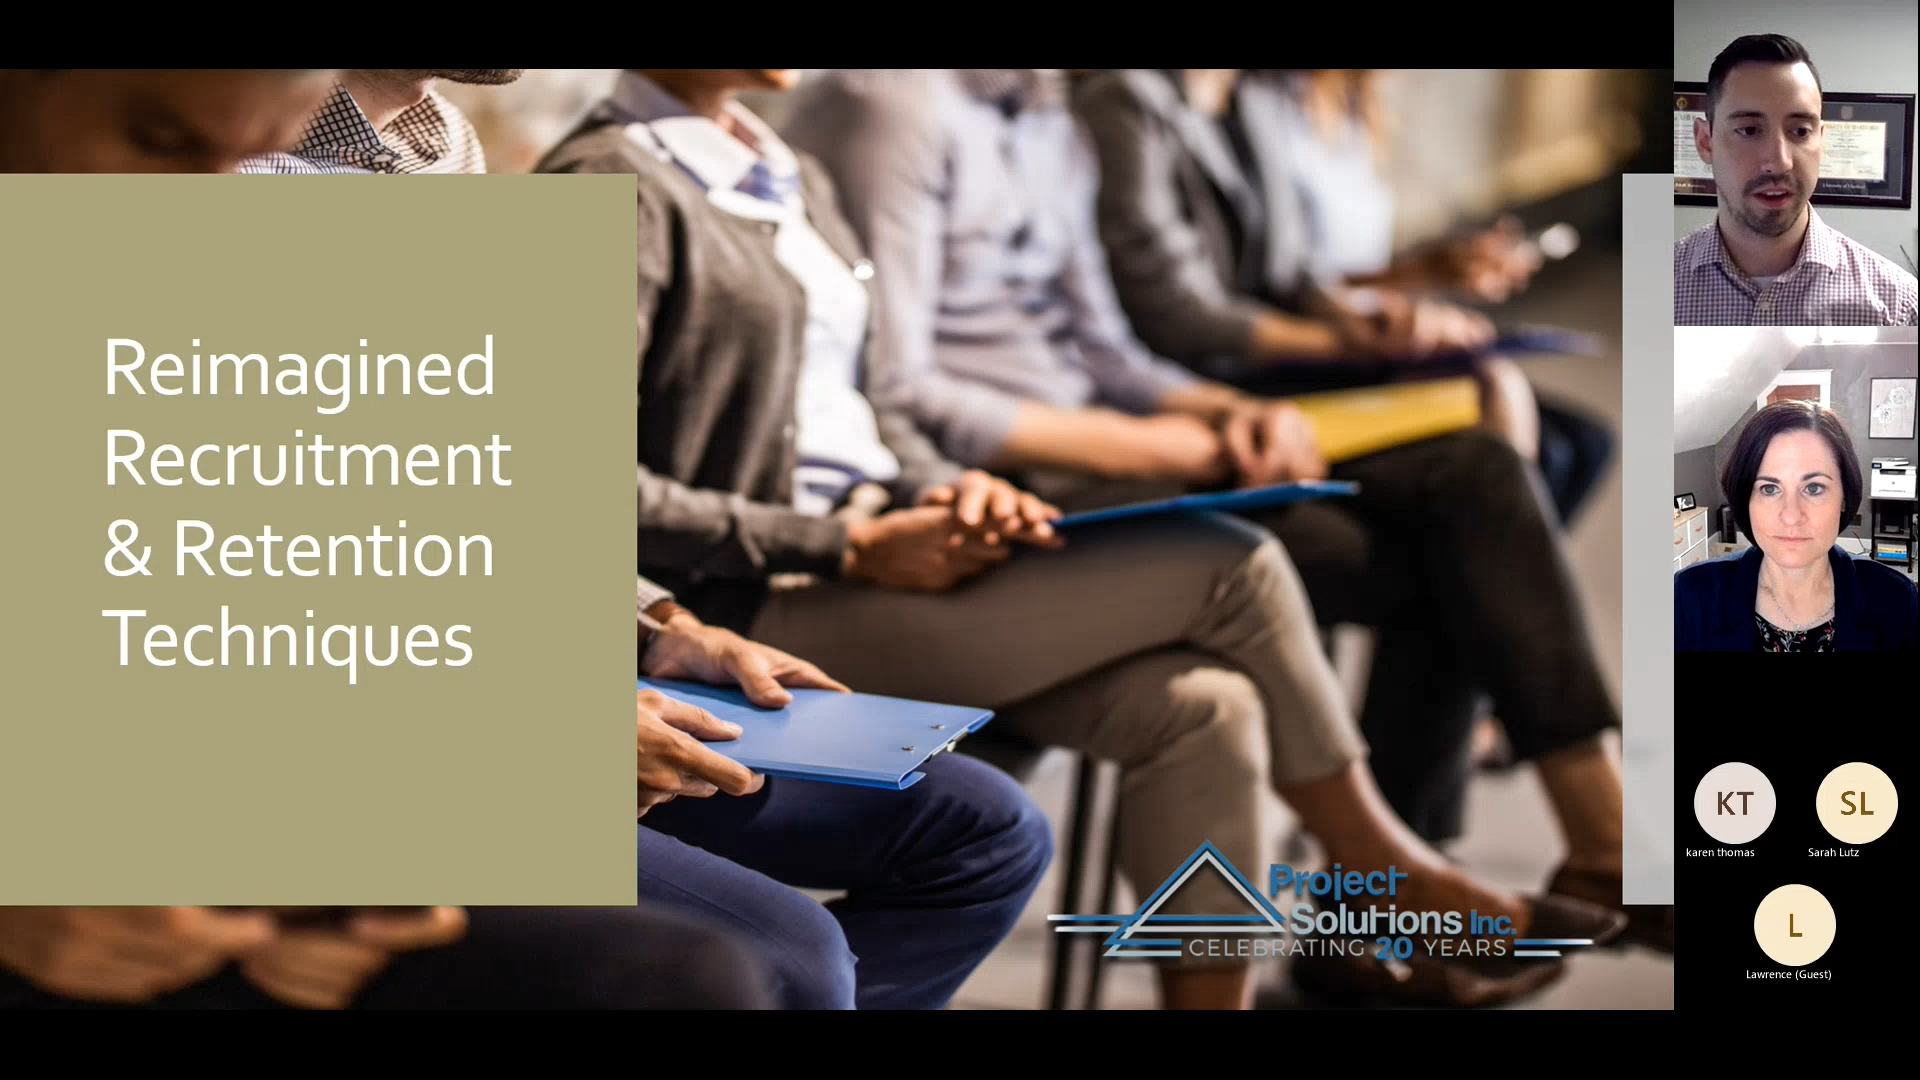 Reimagined
Recruitment
& Retention
Techniques
Project
Solutions Inc.
CELEBRATING 20 YEARS
KT
karen thomas
SL
Sarah Lutz
L
Lawrence (Guest)